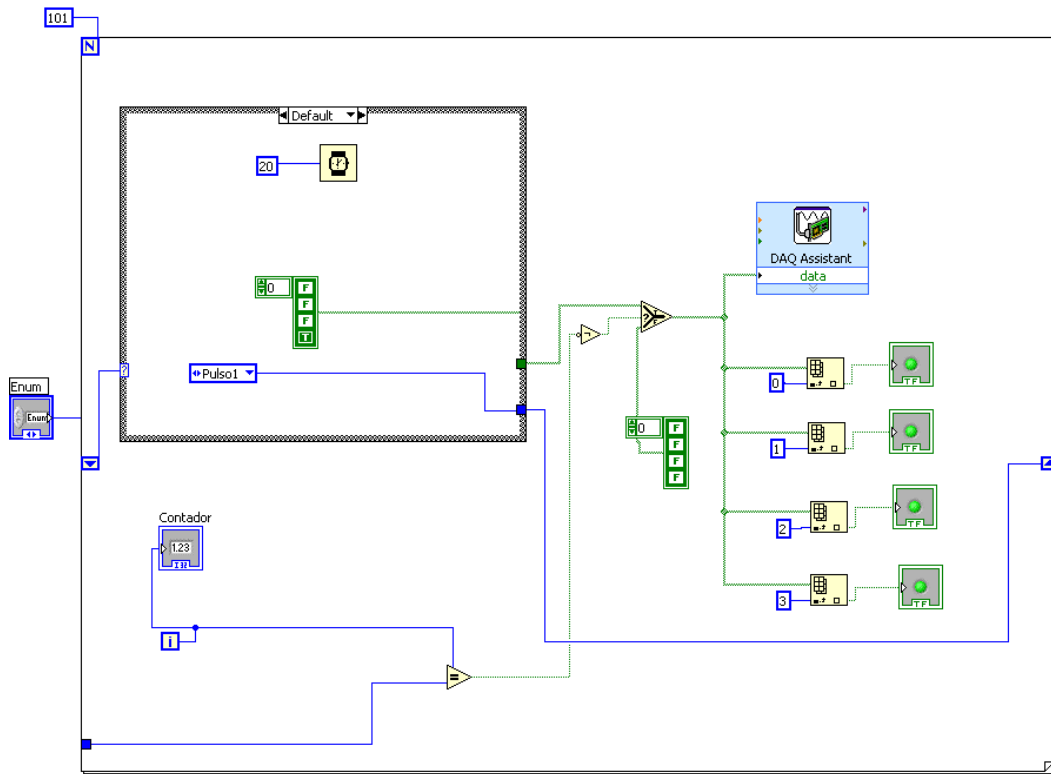 101
N
Default
20
0
F
F
F
T
?
Pulso1
Enum
Enum
Contador
1.23
I32
i
=
?
F
0
F
F
F
F
DAQ Assistant
data
0
TF
1
TF
2
TF
3
TF